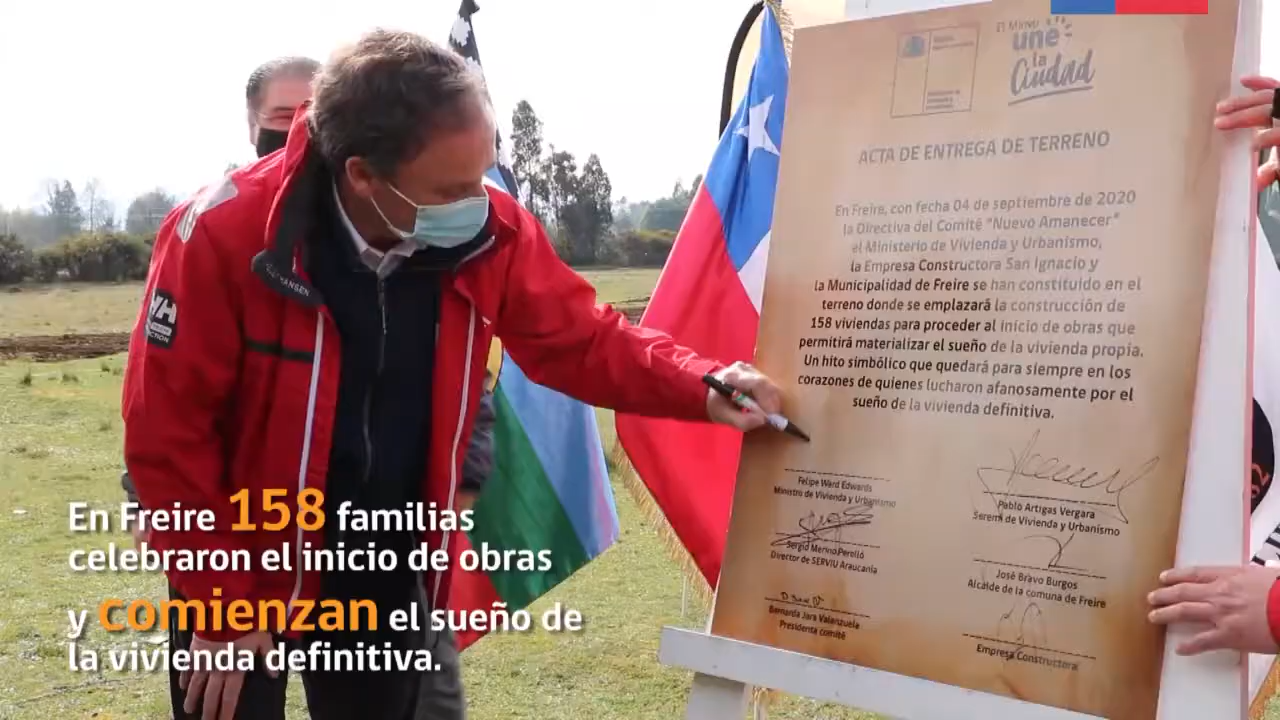 El Minvu
une
la
Ciudad
ACTA DE ENTREGA DE TERRENO
En Freire, con fecha 04 de septiembre de 2020
la Directiva del Comité "Nuevo Amanecer"
el Ministerio de Vivienda y Urbanismo,
la Empresa Constructora San Ignacio y
la Municipalidad de Freire se han constituido en el
terreno donde se emplazará la construcción de
158 viviendas para proceder al inicio de obras que
permitirá materializar el sueño de la vivienda propia.
Un hito simbólico que quedará para siempre en los
corazones de quienes lucharon afanosamente por el
sueño de la vivienda definitiva.
Felipe Ward Edwards
Ministro de Vivienda y Urbanismo
Pablo Artigas Vergara
Seremi de Vivienda y Urbanismo
Sergio Merino Perelló
Director de SERVIU Araucanía
José Bravo Burgos
Alcalde de la comuna de Freire
Bernarda Jara Valanzuela
Presidenta comité
Empresa Constructora
HANSEN
En Freire 158 familias
celebraron el inicio de obras
y comienzan el sueño de
la vivienda definitiva.